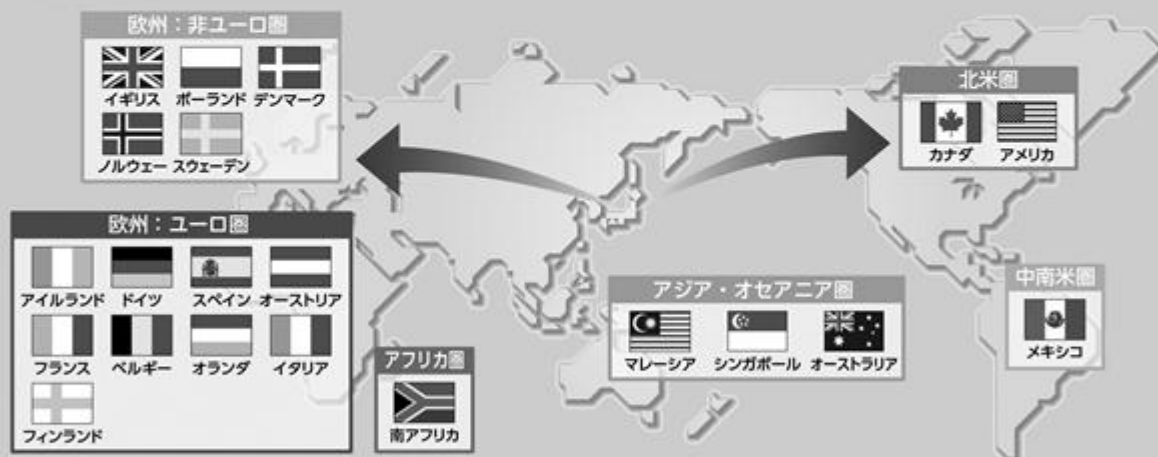 欧州：非ユーロ圏
イギリス ポーランド デンマーク
ノルウェー スウェーデン
北米圏
カナダ アメリカ
欧州：ユーロ圏
アイルランド ドイツ スペイン オーストリア
フランス ベルギー オランダ イタリア
フィンランド
アフリカ圏
南アフリカ
アジア・オセアニア圏
マレーシア シンガポール オーストラリア
中南米圏
メキシコ